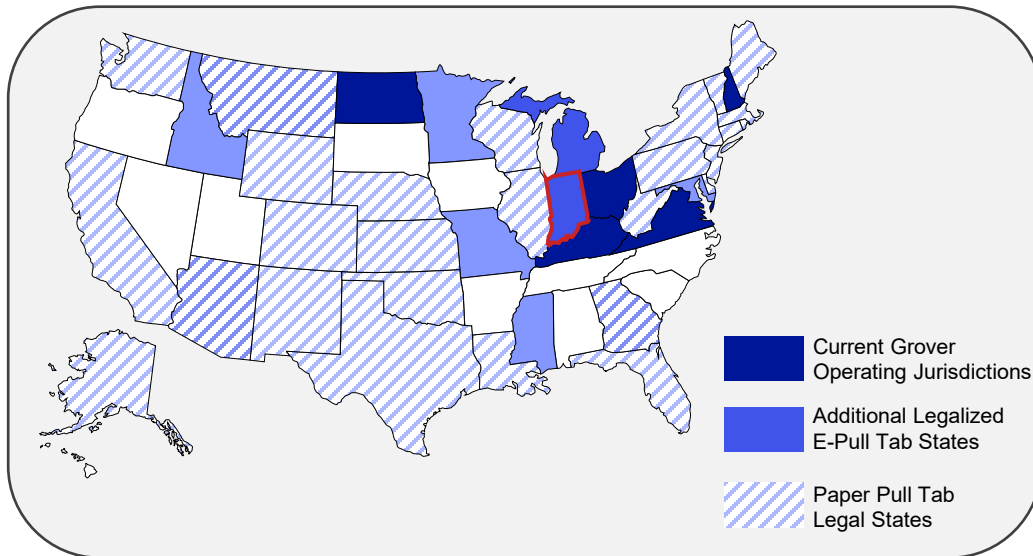 Current Grover
Operating Jurisdictions
Additional Legalized
E-Pull Tab States
Paper Pull Tab
Legal States